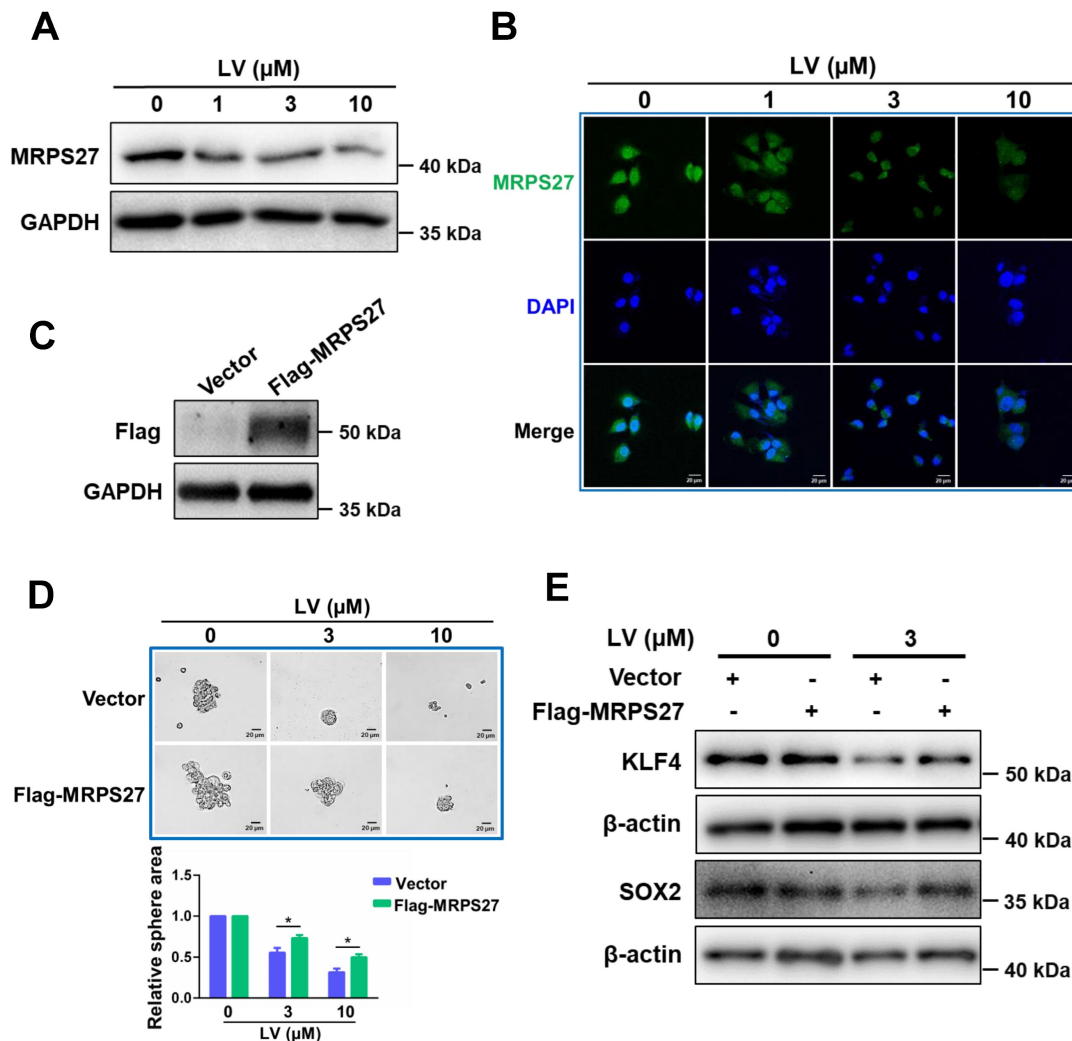 A
LV (μM)
0 1 3 10
MRPS27
40 kDa
GAPDH
35 kDa
B
LV (μM)
0 1 3 10
MRPS27
DAPI
Merge
20 μm 20 μm 20 μm 20 μm
C
Vector Flag-MRPS27
Flag
50 kDa
GAPDH
35 kDa
D
LV (μM)
0 3 10
Vector
20 μm 20 μm 20 μm
Flag-MRPS27
20 μm 20 μm 20 μm
Relative sphere area
1.0
0.5
0.0
Vector
Flag-MRPS27
* *
0 3 10
LV (μM)
E
LV (μM) 0 3
Vector + - + -
Flag-MRPS27 - + - +
KLF4
50 kDa
β-actin
40 kDa
SOX2
35 kDa
β-actin
40 kDa